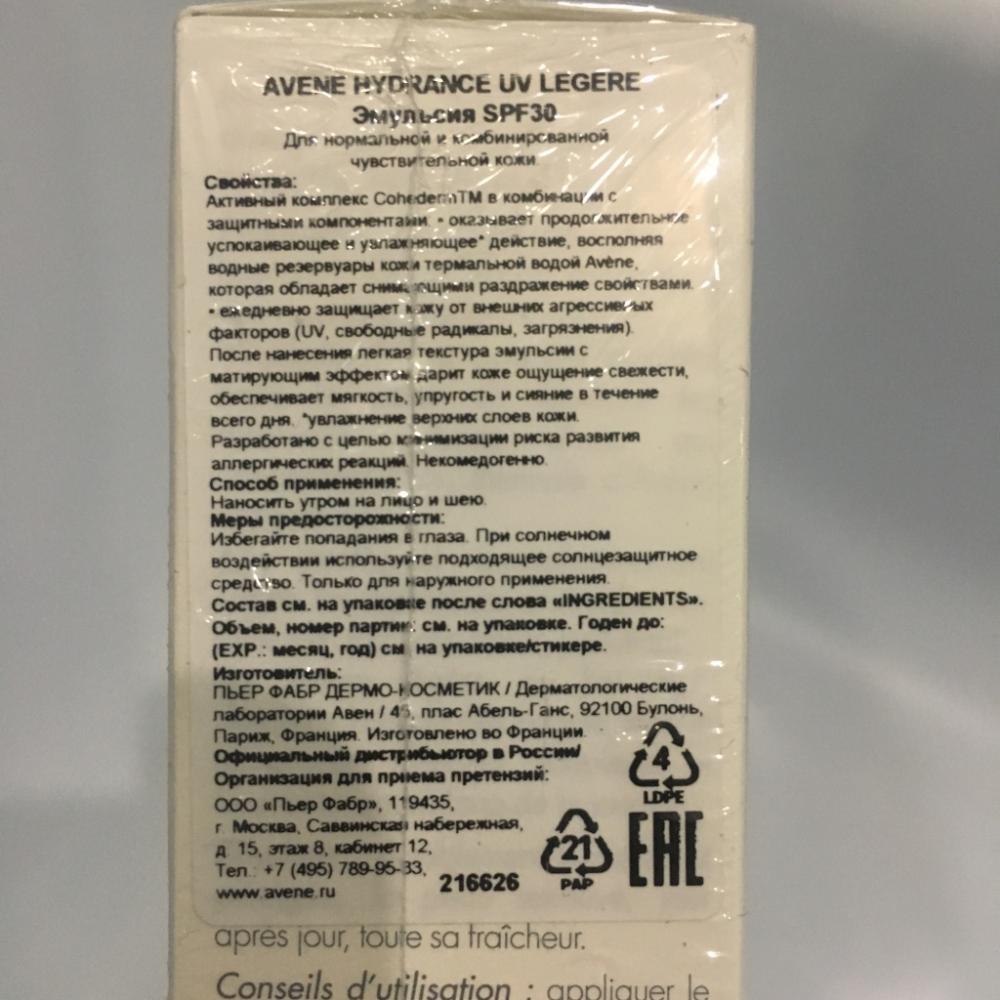 AVENE HYDRANCE UV LEGERE
Эмульсия SPF30
Для нормальной и комбинированной
чувствительной кожи
Свойства:
Активный комплекс CohedermTM в комбинации с
защитными компонентами: • оказывает продолжительное
успокаивающее и увлажняющее* действие, восполняя
водные резервуары кожи термальной водой Avène,
которая обладает снимающими раздражение свойствами.
• ежедневно защищает кожу от внешних агрессивных
факторов (UV, свободные радикалы, загрязнения).
После нанесения легкая текстура эмульсии с
матирующим эффектом дарит коже ощущение свежести,
обеспечивает мягкость, упругость и сияние в течение
всего дня. *увлажнение верхних слоев кожи.
Разработано с целью минимизации риска развития
аллергических реакций. Некомедогенно.
Способ применения:
Наносить утром на лицо и шею.
Меры предосторожности:
Избегайте попадания в глаза. При солнечном
воздействии используйте подходящее солнцезащитное
средство. Только для наружного применения.
Состав см. на упаковке после слова «INGREDIENTS».
Объем, номер партии: см. на упаковке. Годен до:
(EXP.: месяц, год) см. на упаковке/стикере.
Изготовитель:
ПЬЕР ФАБР ДЕРМО-КОСМЕТИК / Дерматологические
лаборатории Авен / 45, плас Абель-Ганс, 92100 Булонь,
Париж, Франция. Изготовлено во Франции.
Официальный дистрибьютор в России/
Организация для приема претензий:
ООО «Пьер Фабр», 119435,
г. Москва, Саввинская набережная,
д. 15, этаж 8, кабинет 12,
Тел.: +7 (495) 789-95-33,
www.avene.ru
216626
4
LDPE
21
PAP
EAC
après jour, toute sa fraîcheur.
Conseils d'utilisation : appliquer le